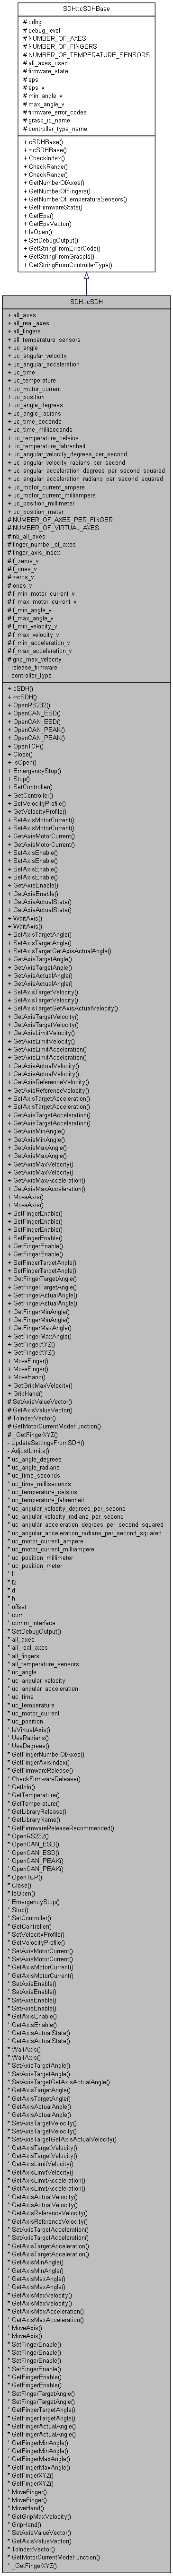 SDH::cSDHBase
# cdbg
# debug_level
# NUMBER_OF_AXES
# NUMBER_OF_FINGERS
# NUMBER_OF_TEMPERATURE_SENSORS
# all_axes_used
# firmware_state
# eps
# eps_v
# min_angle_v
# max_angle_v
# firmware_error_codes
# grasp_id_name
# controller_type_name
+ cSDHBase()
+ ~cSDHBase()
+ CheckIndex()
+ CheckRange()
+ CheckRange()
+ GetNumberOfAxes()
+ GetNumberOfFingers()
+ GetNumberOfTemperatureSensors()
+ GetFirmwareState()
+ GetEps()
+ GetEpsVector()
+ IsOpen()
+ SetDebugOutput()
+ GetStringFromErrorCode()
+ GetStringFromGraspId()
+ GetStringFromControllerType()
SDH::cSDH
+ all_axes
+ all_real_axes
+ all_fingers
+ all_temperature_sensors
+ uc_angle
+ uc_angular_velocity
+ uc_angular_acceleration
+ uc_time
+ uc_temperature
+ uc_motor_current
+ uc_position
+ uc_angle_degrees
+ uc_angle_radians
+ uc_time_seconds
+ uc_time_milliseconds
+ uc_temperature_celsius
+ uc_temperature_fahrenheit
+ uc_angular_velocity_degrees_per_second
+ uc_angular_velocity_radians_per_second
+ uc_angular_acceleration_degrees_per_second_squared
+ uc_angular_acceleration_radians_per_second_squared
+ uc_motor_current_ampere
+ uc_motor_current_milliampere
+ uc_position_millimeter
+ uc_position_meter
# NUMBER_OF_AXES_PER_FINGER
# NUMBER_OF_VIRTUAL_AXES
# nb_all_axes
# finger_number_of_axes
# finger_axis_index
# f_zeros_v
# f_ones_v
# zeros_v
# ones_v
# f_min_motor_current_v
# f_max_motor_current_v
# f_min_angle_v
# f_max_angle_v
# f_min_velocity_v
# f_max_velocity_v
# f_min_acceleration_v
# f_max_acceleration_v
# grip_max_velocity
- release_firmware
- controller_type
+ cSDH()
+ ~cSDH()
+ OpenRS232()
+ OpenCAN_ESD()
+ OpenCAN_ESD()
+ OpenCAN_PEAK()
+ OpenCAN_PEAK()
+ OpenTCP()
+ Close()
+ IsOpen()
+ EmergencyStop()
+ Stop()
+ SetController()
+ GetController()
+ SetVelocityProfile()
+ GetVelocityProfile()
+ SetAxisMotorCurrent()
+ SetAxisMotorCurrent()
+ GetAxisMotorCurrent()
+ GetAxisMotorCurrent()
+ SetAxisEnable()
+ SetAxisEnable()
+ SetAxisEnable()
+ SetAxisEnable()
+ GetAxisEnable()
+ GetAxisEnable()
+ GetAxisActualState()
+ GetAxisActualState()
+ WaitAxis()
+ WaitAxis()
+ SetAxisTargetAngle()
+ SetAxisTargetAngle()
+ SetAxisTargetGetAxisActualAngle()
+ GetAxisTargetAngle()
+ GetAxisTargetAngle()
+ GetAxisActualAngle()
+ GetAxisActualAngle()
+ SetAxisTargetVelocity()
+ SetAxisTargetVelocity()
+ SetAxisTargetGetAxisActualVelocity()
+ GetAxisTargetVelocity()
+ GetAxisTargetVelocity()
+ GetAxisLimitVelocity()
+ GetAxisLimitVelocity()
+ GetAxisLimitAcceleration()
+ GetAxisLimitAcceleration()
+ GetAxisActualVelocity()
+ GetAxisActualVelocity()
+ GetAxisReferenceVelocity()
+ GetAxisReferenceVelocity()
+ SetAxisTargetAcceleration()
+ SetAxisTargetAcceleration()
+ GetAxisTargetAcceleration()
+ GetAxisTargetAcceleration()
+ GetAxisMinAngle()
+ GetAxisMinAngle()
+ GetAxisMaxAngle()
+ GetAxisMaxAngle()
+ GetAxisMaxVelocity()
+ GetAxisMaxVelocity()
+ GetAxisMaxAcceleration()
+ GetAxisMaxAcceleration()
+ MoveAxis()
+ MoveAxis()
+ SetFingerEnable()
+ SetFingerEnable()
+ SetFingerEnable()
+ SetFingerEnable()
+ GetFingerEnable()
+ GetFingerEnable()
+ SetFingerTargetAngle()
+ SetFingerTargetAngle()
+ GetFingerTargetAngle()
+ GetFingerTargetAngle()
+ GetFingerActualAngle()
+ GetFingerActualAngle()
+ GetFingerMinAngle()
+ GetFingerMinAngle()
+ GetFingerMaxAngle()
+ GetFingerMaxAngle()
+ GetFingerXYZ()
+ GetFingerXYZ()
+ MoveFinger()
+ MoveFinger()
+ MoveHand()
+ GetGripMaxVelocity()
+ GripHand()
# SetAxisValueVector()
# GetAxisValueVector()
# ToIndexVector()
# GetMotorCurrentModeFunction()
# _GetFingerXYZ()
- UpdateSettingsFromSDH()
- AdjustLimits()
* uc_angle_degrees
* uc_angle_radians
* uc_time_seconds
* uc_time_milliseconds
* uc_temperature_celsius
* uc_temperature_fahrenheit
* uc_angular_velocity_degrees_per_second
* uc_angular_velocity_radians_per_second
* uc_angular_acceleration_degrees_per_second_squared
* uc_angular_acceleration_radians_per_second_squared
* uc_motor_current_ampere
* uc_motor_current_milliampere
* uc_position_millimeter
* uc_position_meter
* l1
* l2
* d
* h
* offset
* com
* comm_interface
* SetDebugOutput()
* all_axes
* all_real_axes
* all_fingers
* all_temperature_sensors
* uc_angle
* uc_angular_velocity
* uc_angular_acceleration
* uc_time
* uc_temperature
* uc_motor_current
* uc_position
* IsVirtualAxis()
* UseRadians()
* UseDegrees()
* GetFingerNumberOfAxes()
* GetFingerAxisIndex()
* GetFirmwareRelease()
* CheckFirmwareRelease()
* GetInfo()
* GetTemperature()
* GetTemperature()
* GetLibraryRelease()
* GetLibraryName()
* GetFirmwareReleaseRecommended()
* OpenRS232()
* OpenCAN_ESD()
* OpenCAN_ESD()
* OpenCAN_PEAK()
* OpenCAN_PEAK()
* OpenTCP()
* Close()
* IsOpen()
* EmergencyStop()
* Stop()
* SetController()
* GetController()
* SetVelocityProfile()
* GetVelocityProfile()
* SetAxisMotorCurrent()
* SetAxisMotorCurrent()
* GetAxisMotorCurrent()
* GetAxisMotorCurrent()
* SetAxisEnable()
* SetAxisEnable()
* SetAxisEnable()
* SetAxisEnable()
* GetAxisEnable()
* GetAxisEnable()
* GetAxisActualState()
* GetAxisActualState()
* WaitAxis()
* WaitAxis()
* SetAxisTargetAngle()
* SetAxisTargetAngle()
* SetAxisTargetGetAxisActualAngle()
* GetAxisTargetAngle()
* GetAxisTargetAngle()
* GetAxisActualAngle()
* GetAxisActualAngle()
* SetAxisTargetVelocity()
* SetAxisTargetVelocity()
* SetAxisTargetGetAxisActualVelocity()
* GetAxisTargetVelocity()
* GetAxisTargetVelocity()
* GetAxisLimitVelocity()
* GetAxisLimitVelocity()
* GetAxisLimitAcceleration()
* GetAxisLimitAcceleration()
* GetAxisActualVelocity()
* GetAxisActualVelocity()
* GetAxisReferenceVelocity()
* GetAxisReferenceVelocity()
* SetAxisTargetAcceleration()
* SetAxisTargetAcceleration()
* GetAxisTargetAcceleration()
* GetAxisTargetAcceleration()
* GetAxisMinAngle()
* GetAxisMinAngle()
* GetAxisMaxAngle()
* GetAxisMaxAngle()
* GetAxisMaxVelocity()
* GetAxisMaxVelocity()
* GetAxisMaxAcceleration()
* GetAxisMaxAcceleration()
* MoveAxis()
* MoveAxis()
* SetFingerEnable()
* SetFingerEnable()
* SetFingerEnable()
* SetFingerEnable()
* GetFingerEnable()
* GetFingerEnable()
* SetFingerTargetAngle()
* SetFingerTargetAngle()
* GetFingerTargetAngle()
* GetFingerTargetAngle()
* GetFingerActualAngle()
* GetFingerActualAngle()
* GetFingerMinAngle()
* GetFingerMinAngle()
* GetFingerMaxAngle()
* GetFingerMaxAngle()
* GetFingerXYZ()
* GetFingerXYZ()
* MoveFinger()
* MoveFinger()
* MoveHand()
* GetGripMaxVelocity()
* GripHand()
* SetAxisValueVector()
* GetAxisValueVector()
* ToIndexVector()
* GetMotorCurrentModeFunction()
* _GetFingerXYZ()